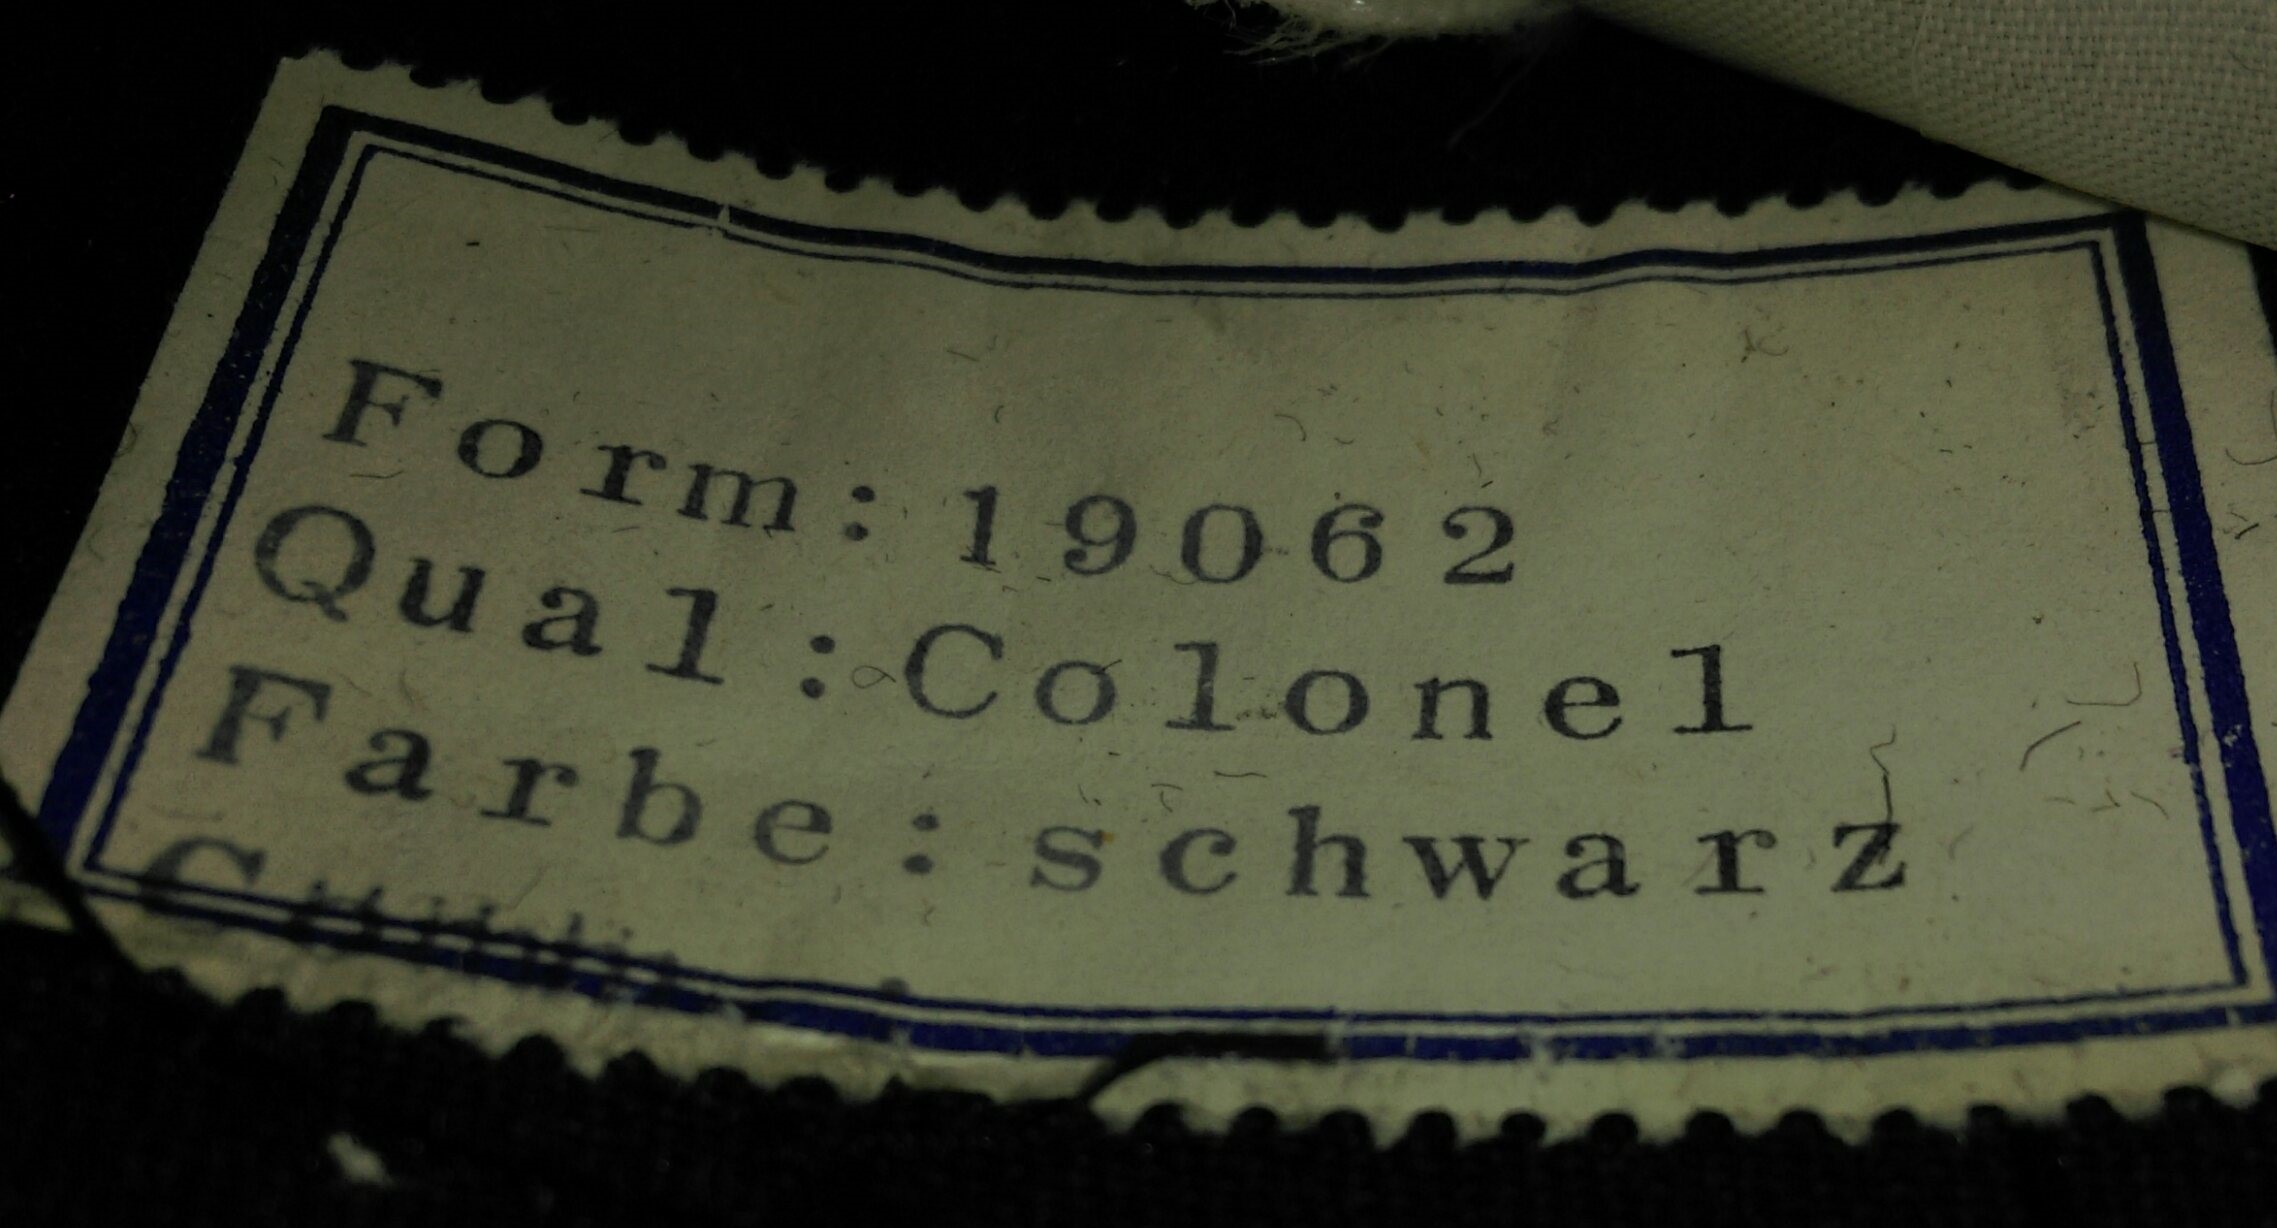 Form: 19062
Qual: Colonel
Farbe: schwarz